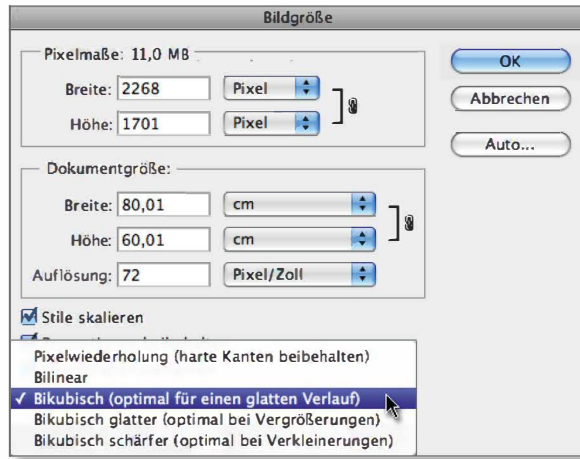 Bildgröße
Pixelmaße: 11,0 MB
OK
Breite: 2268 Pixel
Abbrechen
Höhe: 1701 Pixel
Auto...
Dokumentgröße:
Breite: 80,01 cm
Höhe: 60,01 cm
Auflösung: 72 Pixel/Zoll
Stile skalieren
Pixelwiederholung (harte Kanten beibehalten)
Bilinear
✓ Bikubisch (optimal für einen glatten Verlauf)
Bikubisch glatter (optimal bei Vergrößerungen)
Bikubisch schärfer (optimal bei Verkleinerungen)